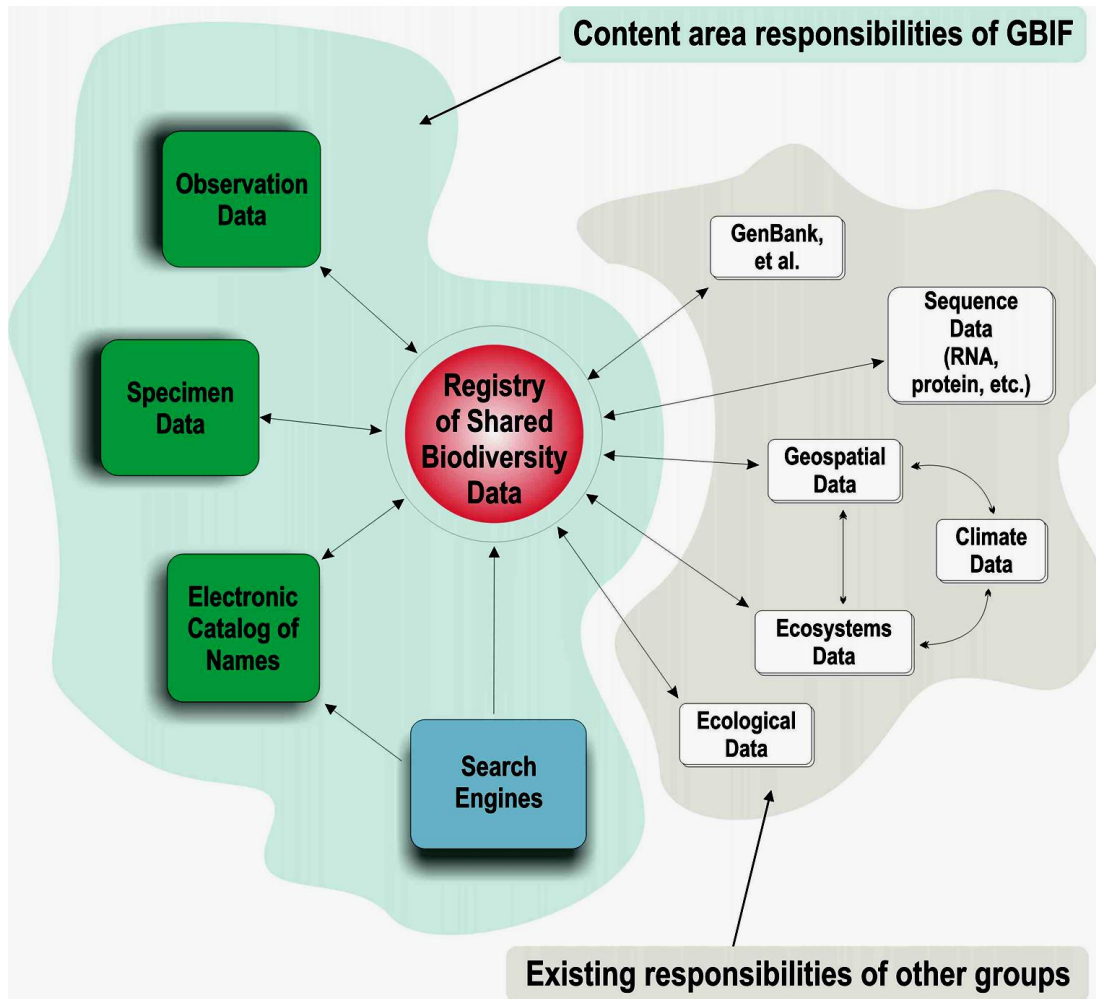 Content area responsibilities of GBIF
Observation
Data
GenBank,
et al.
Sequence
Data
(RNA,
protein, etc.)
Specimen
Data
Registry
of Shared
Biodiversity
Data
Geospatial
Data
Climate
Data
Electronic
Catalog of
Names
Ecosystems
Data
Ecological
Data
Search
Engines
Existing responsibilities of other groups